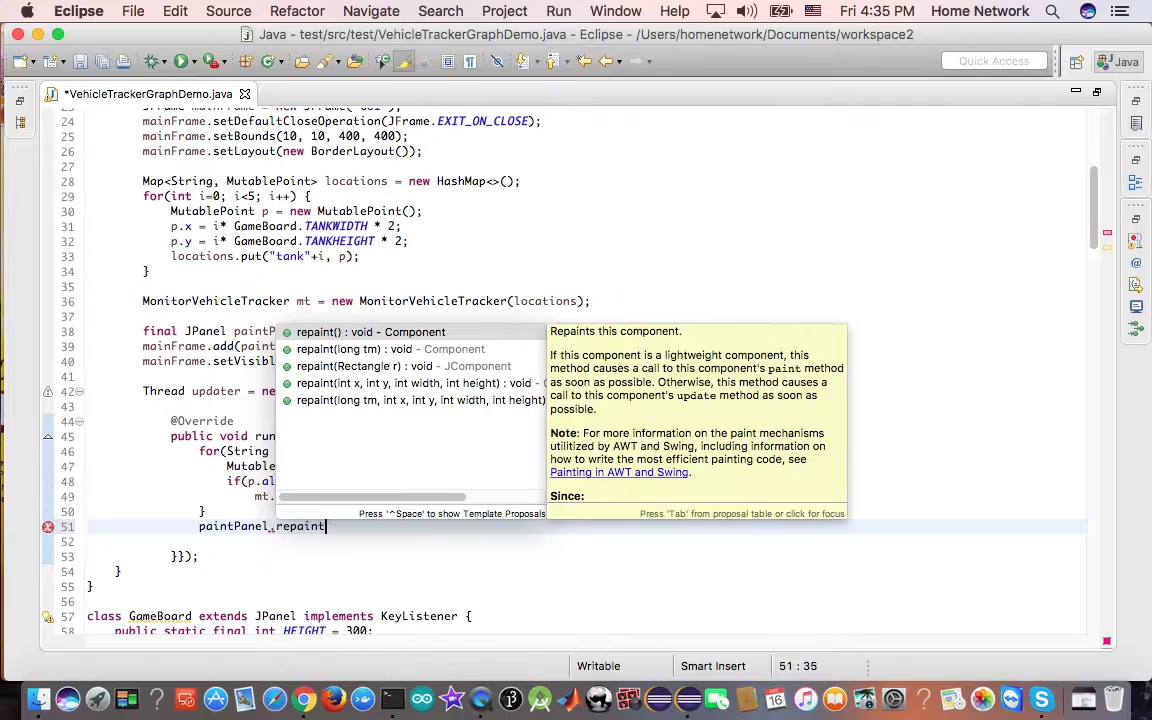 Eclipse File Edit Source Refactor Navigate Search Project Run Window Help Fri 4:35 PM Home Network
Java - test/src/test/VehicleTrackerGraphDemo.java - Eclipse - /Users/homenetwork/Documents/workspace2
Quick Access
Java
*VehicleTrackerGraphDemo.java
24 mainFrame.setDefaultCloseOperation(JFrame.EXIT_ON_CLOSE);
25 mainFrame.setBounds(10, 10, 400, 400);
26 mainFrame.setLayout(new BorderLayout());
27
28 Map<String, MutablePoint> locations = new HashMap<>();
29 for(int i=0; i<5; i++) {
30 MutablePoint p = new MutablePoint();
31 p.x = i* GameBoard.TANKWIDTH * 2;
32 p.y = i* GameBoard.TANKHEIGHT * 2;
33 locations.put("tank"+i, p);
34 }
35
36 MonitorVehicleTracker mt = new MonitorVehicleTracker(locations);
37
38 final JPanel paintP
39 mainFrame.add(paint
40 mainFrame.setVisibl
41
42 Thread updater = ne
43
44 @Override
45 public void run
46 for(String
47 Mutable
48 if(p.al
49 mt.
50 }
51 paintPanel.repaint
52
53 }});
54 }
55 }
56
57 class GameBoard extends JPanel implements KeyListener {
58 public static final int HEIGHT = 300;
repaint() : void - Component
repaint(long tm) : void - Component
repaint(Rectangle r) : void - JComponent
repaint(int x, int y, int width, int height) : void - C
repaint(long tm, int x, int y, int width, int height)
Press '^Space' to show Template Proposals
Repaints this component.
If this component is a lightweight component, this
method causes a call to this component's paint method
as soon as possible. Otherwise, this method causes a
call to this component's update method as soon as
possible.
Note: For more information on the paint mechanisms
utilitized by AWT and Swing, including information on
how to write the most efficient painting code, see
Painting in AWT and Swing.
Since:
Press 'Tab' from proposal table or click for focus
Writable Smart Insert 51 : 35